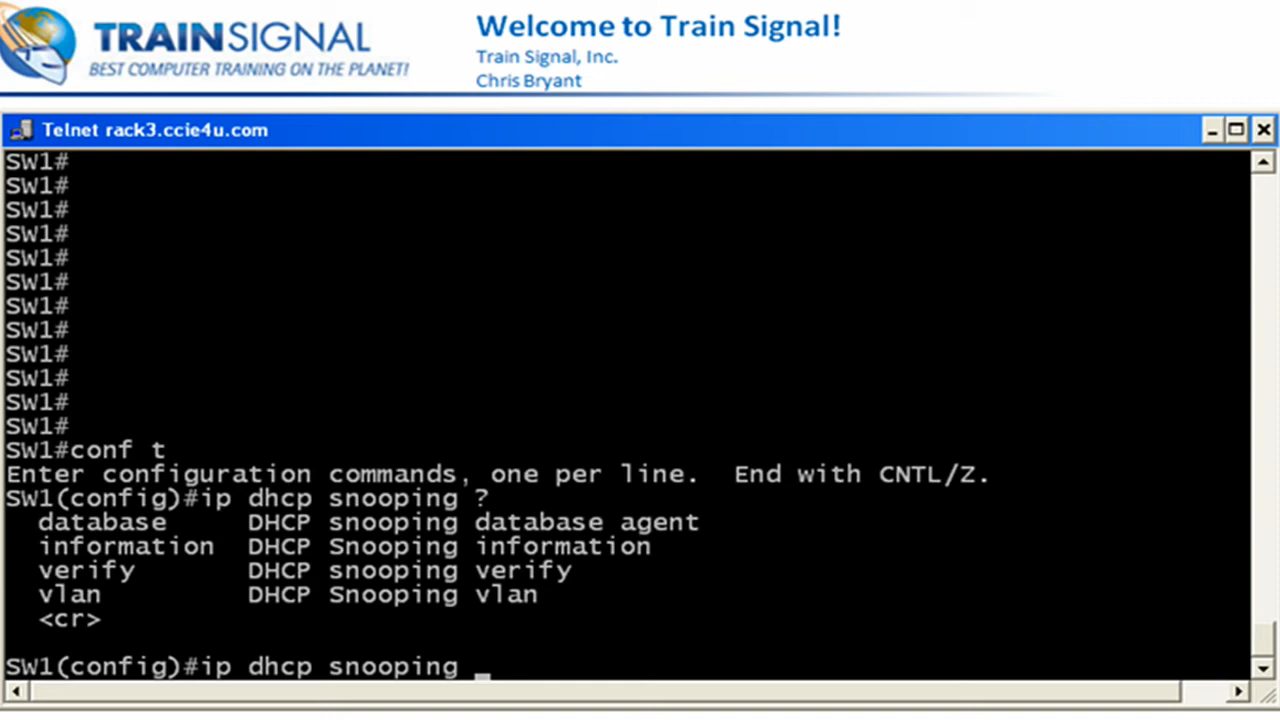 TRAINSIGNAL
BEST COMPUTER TRAINING ON THE PLANET!
Welcome to Train Signal!
Train Signal, Inc.
Chris Bryant
Telnet rack3.ccie4u.com
SW1#
SW1#
SW1#
SW1#
SW1#
SW1#
SW1#
SW1#
SW1#
SW1#
SW1#
SW1#
SW1#conf t
Enter configuration commands, one per line.  End with CNTL/Z.
SW1(config)#ip dhcp snooping ?
  database     DHCP snooping database agent
  information  DHCP Snooping information
  verify       DHCP snooping verify
  vlan         DHCP Snooping vlan
  <cr>
SW1(config)#ip dhcp snooping _